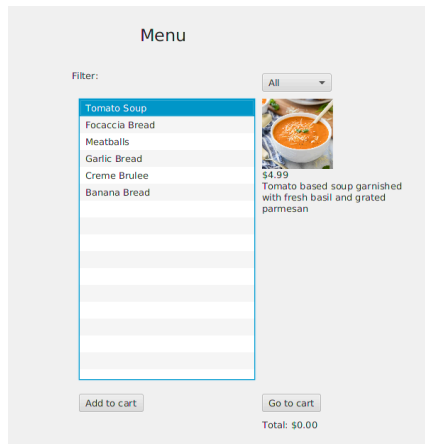 Menu
Filter:
All
Tomato Soup
Focaccia Bread
Meatballs
Garlic Bread
Creme Brulee
Banana Bread
$4.99
Tomato based soup garnished
with fresh basil and grated
parmesan
Add to cart
Go to cart
Total: $0.00